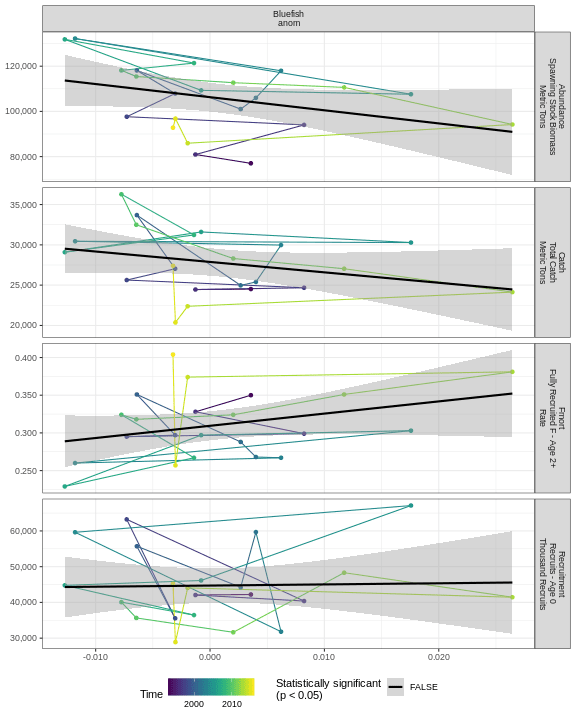 Bluefish
anom
120,000
100,000
80,000
Abundance
Spawning Stock Biomass
Metric Tons
35,000
30,000
25,000
20,000
Catch
Total Catch
Metric Tons
0.400
0.350
0.300
0.250
Fmort
Fully Recruited F - Age 2+
Rate
60,000
50,000
40,000
30,000
Recruitment
Recruits - Age 0
Thousand Recruits
-0.010 0.000 0.010 0.020
Time
2000 2010
Statistically significant
(p < 0.05)
FALSE